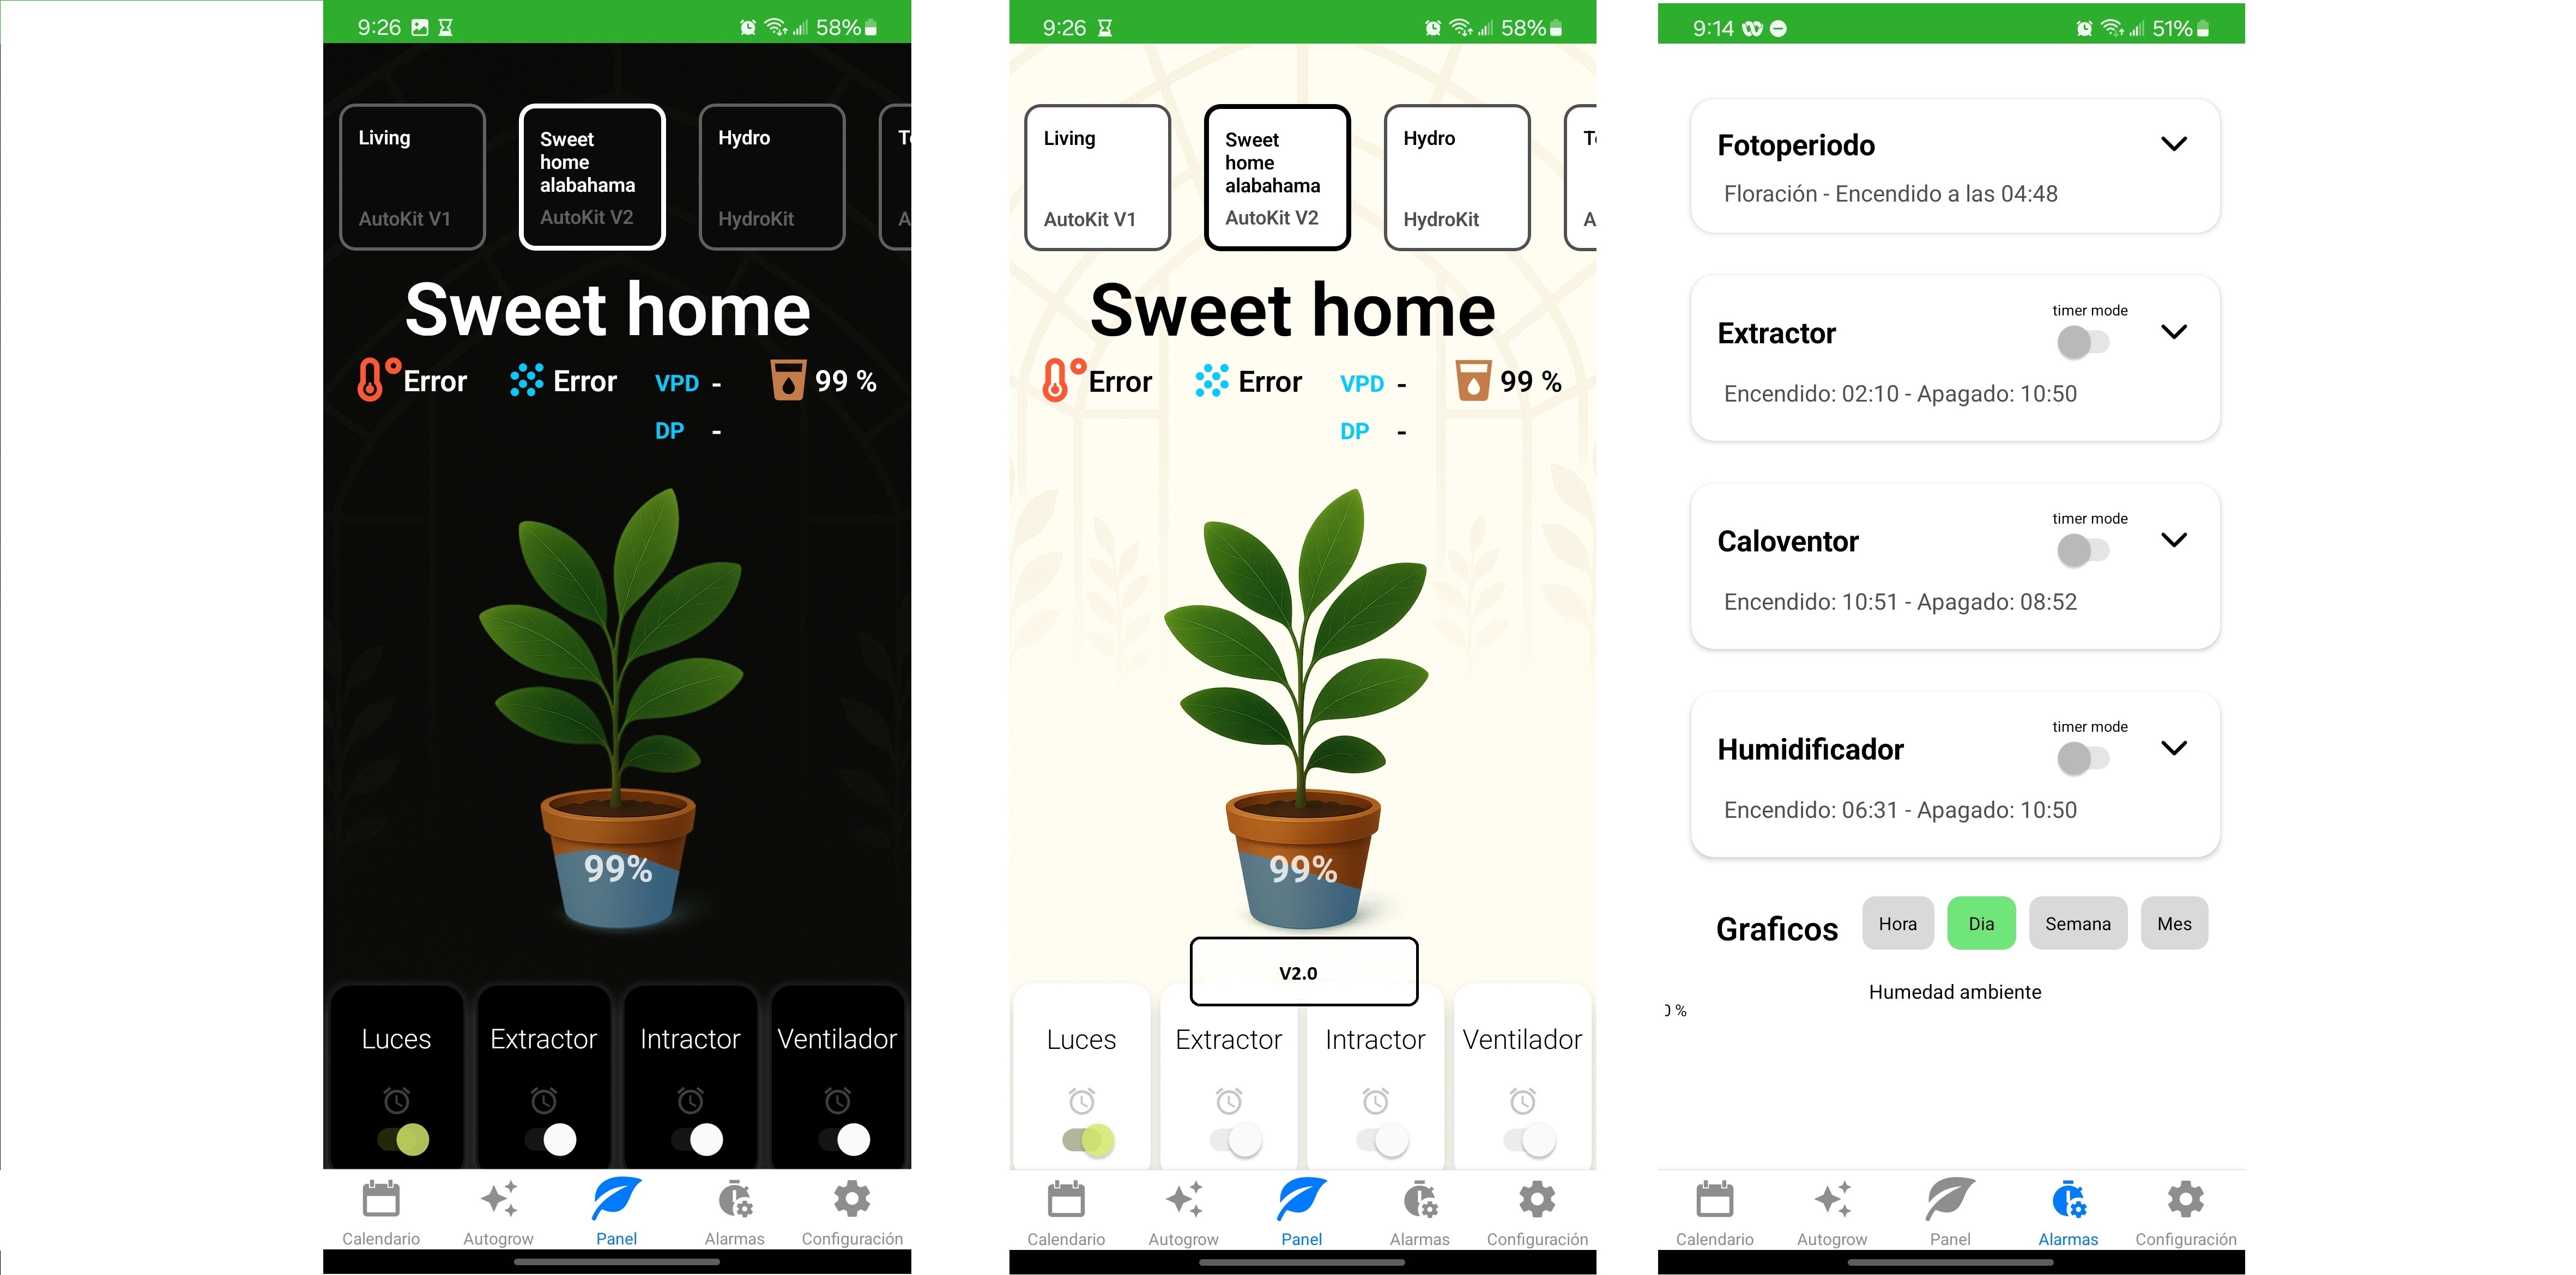 9:26 58%
Living
Sweet
home
alabahama
Hydro
T
AutoKit V1
AutoKit V2
HydroKit
A
Sweet home
Error Error VPD - 99 %
DP -
99%
Luces Extractor Intractor Ventilador
Calendario Autogrow Panel Alarmas Configuración
9:26 58%
Living
Sweet
home
alabahama
Hydro
T
AutoKit V1
AutoKit V2
HydroKit
A
Sweet home
Error Error VPD - 99 %
DP -
99%
V2.0
Luces Extractor Intractor Ventilador
Calendario Autogrow Panel Alarmas Configuración
9:14 51%
Fotoperiodo
Floración - Encendido a las 04:48
timer mode
Extractor
Encendido: 02:10 - Apagado: 10:50
timer mode
Caloventor
Encendido: 10:51 - Apagado: 08:52
timer mode
Humidificador
Encendido: 06:31 - Apagado: 10:50
Graficos Hora Dia Semana Mes
Humedad ambiente
%
Calendario Autogrow Panel Alarmas Configuración